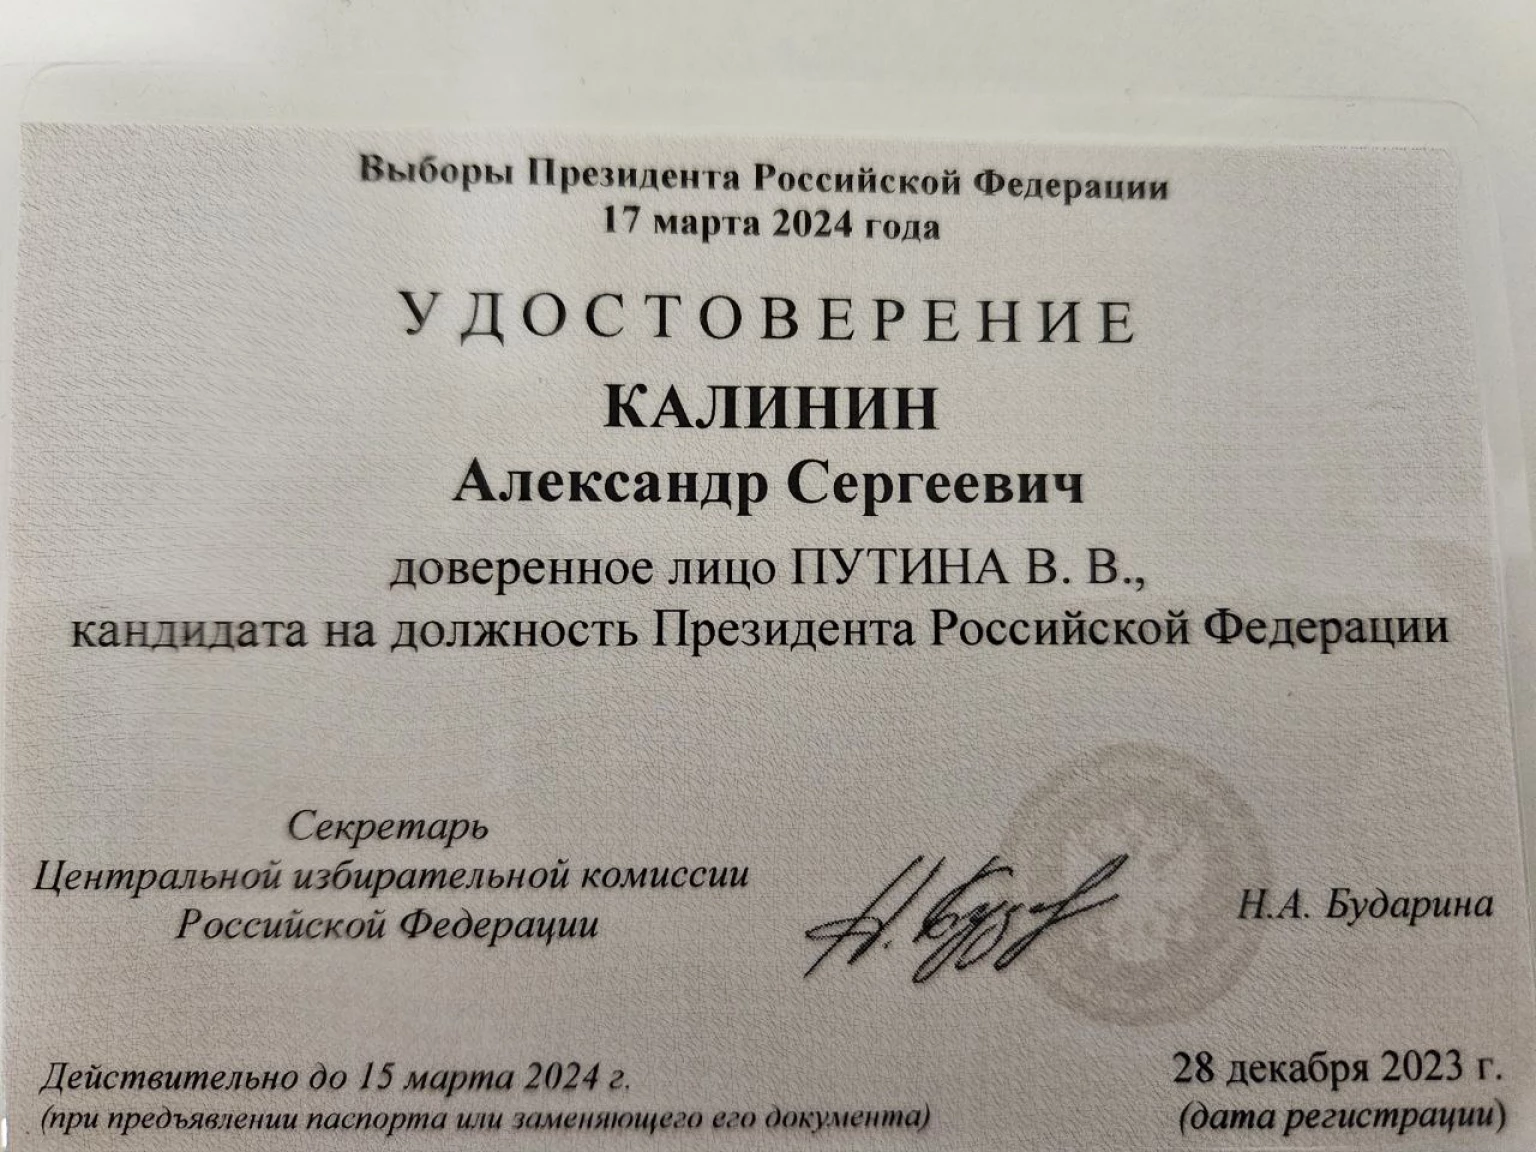 Выборы Президента Российской Федерации
17 марта 2024 года
УДОСТОВЕРЕНИЕ
КАЛИНИН
Александр Сергеевич
доверенное лицо ПУТИНА В. В.,
кандидата на должность Президента Российской Федерации
Секретарь
Центральной избирательной комиссии
Российской Федерации
Н.А. Бударина
Действительно до 15 марта 2024 г.
(при предъявлении паспорта или заменяющего его документа)
28 декабря 2023 г.
(дата регистрации)